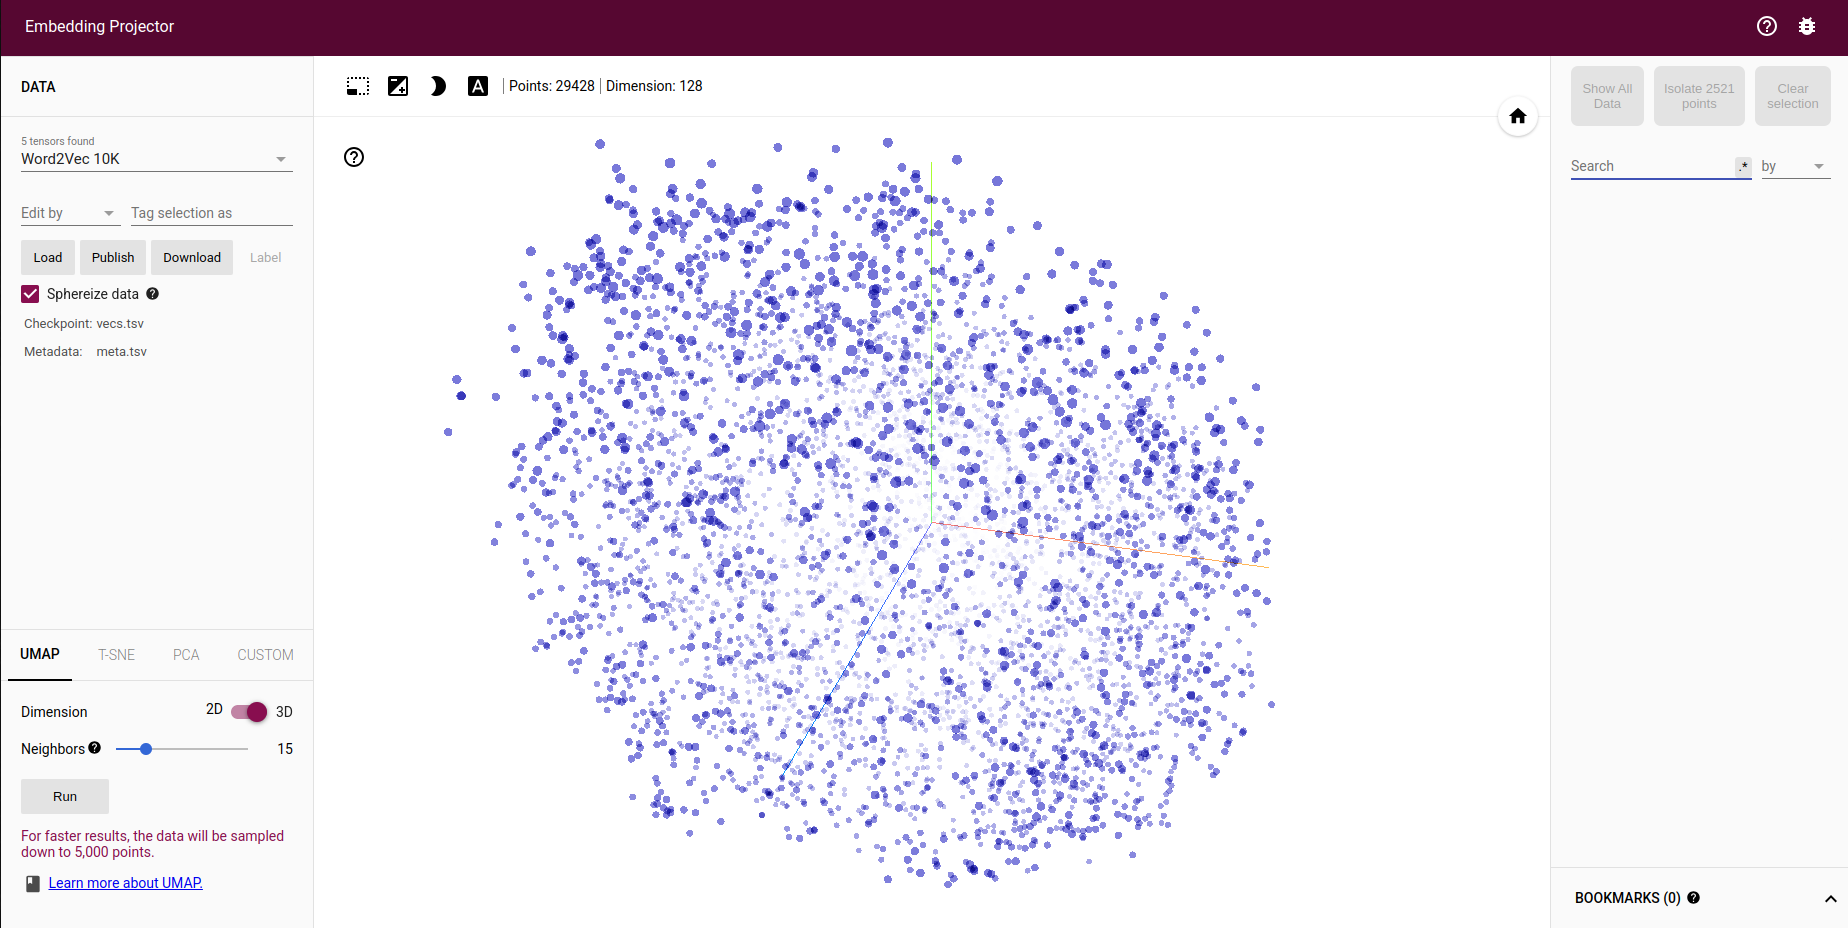 Embedding Projector
DATA
5 tensors found
Word2Vec 10K
Edit by
Tag selection as
Load
Publish
Download
Label
Sphereize data
Checkpoint: vecs.tsv
Metadata: meta.tsv
UMAP
T-SNE
PCA
CUSTOM
Dimension
2D
3D
Neighbors
15
Run
For faster results, the data will be sampled
down to 5,000 points.
Learn more about UMAP.
A
Points: 29428
Dimension: 128
Show All
Data
Isolate 2521
points
Clear
selection
Search
.*
by
BOOKMARKS (0)